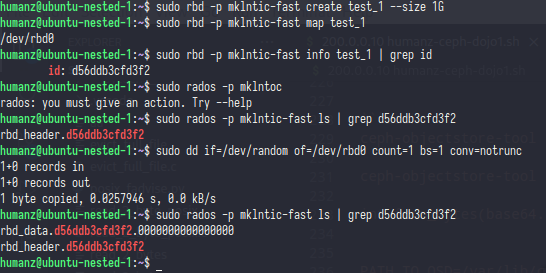 humanz@ubuntu-nested-1:~$ sudo rbd -p mklntic-fast create test_1 --size 1G
humanz@ubuntu-nested-1:~$ sudo rbd -p mklntic-fast map test_1
/dev/rbd0
humanz@ubuntu-nested-1:~$ sudo rbd -p mklntic-fast info test_1 | grep id
id: d56ddb3cfd3f2
humanz@ubuntu-nested-1:~$ sudo rados -p mklntoc
rados: you must give an action. Try --help
humanz@ubuntu-nested-1:~$ sudo rados -p mklntic-fast ls | grep d56ddb3cfd3f2
rbd_header.d56ddb3cfd3f2
humanz@ubuntu-nested-1:~$ sudo dd if=/dev/random of=/dev/rbd0 count=1 bs=1 conv=notrunc
1+0 records in
1+0 records out
1 byte copied, 0.0257946 s, 0.0 kB/s
humanz@ubuntu-nested-1:~$ sudo rados -p mklntic-fast ls | grep d56ddb3cfd3f2
rbd_data.d56ddb3cfd3f2.0000000000000000
rbd_header.d56ddb3cfd3f2
humanz@ubuntu-nested-1:~$ _